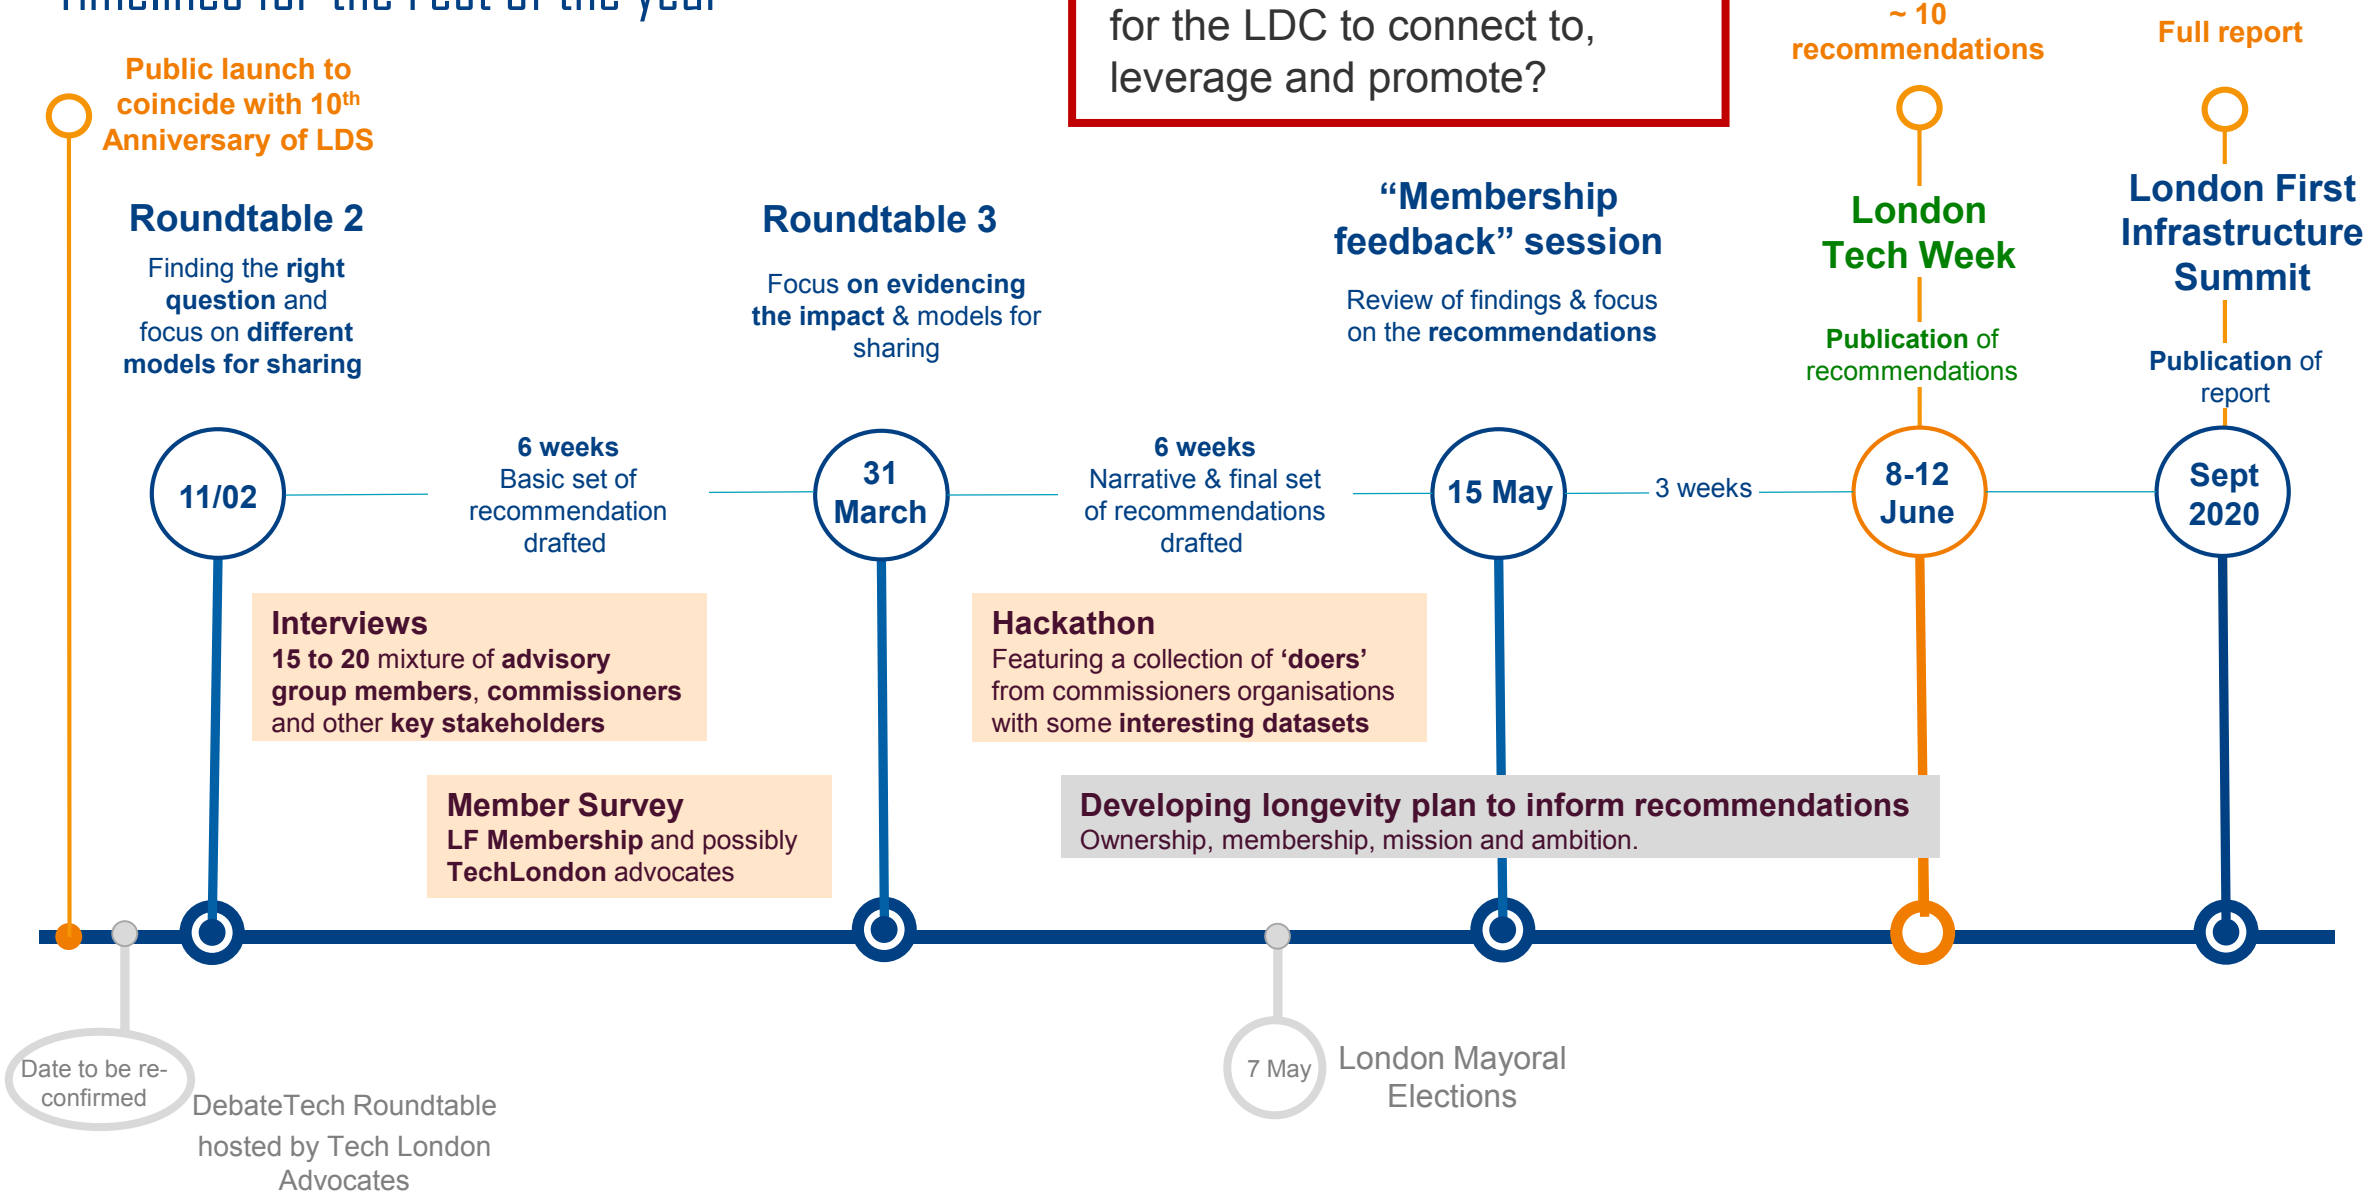 Timelines for the rest of the year
for the LDC to connect to,
leverage and promote?
~ 10
recommendations
Full report
Public launch to
coincide with 10th
Anniversary of LDS
Roundtable 2
Finding the right
question and
focus on different
models for sharing
Roundtable 3
Focus on evidencing
the impact & models for
sharing
“Membership
feedback” session
Review of findings & focus
on the recommendations
London
Tech Week
Publication of
recommendations
London First
Infrastructure
Summit
Publication of
report
11/02
6 weeks
Basic set of
recommendation
drafted
31
March
6 weeks
Narrative & final set
of recommendations
drafted
15 May
3 weeks
8-12
June
Sept
2020
Interviews
15 to 20 mixture of advisory
group members, commissioners
and other key stakeholders
Hackathon
Featuring a collection of ‘doers’
from commissioners organisations
with some interesting datasets
Member Survey
LF Membership and possibly
TechLondon advocates
Developing longevity plan to inform recommendations
Ownership, membership, mission and ambition.
Date to be re-
confirmed
DebateTech Roundtable
hosted by Tech London
Advocates
7 May
London Mayoral
Elections